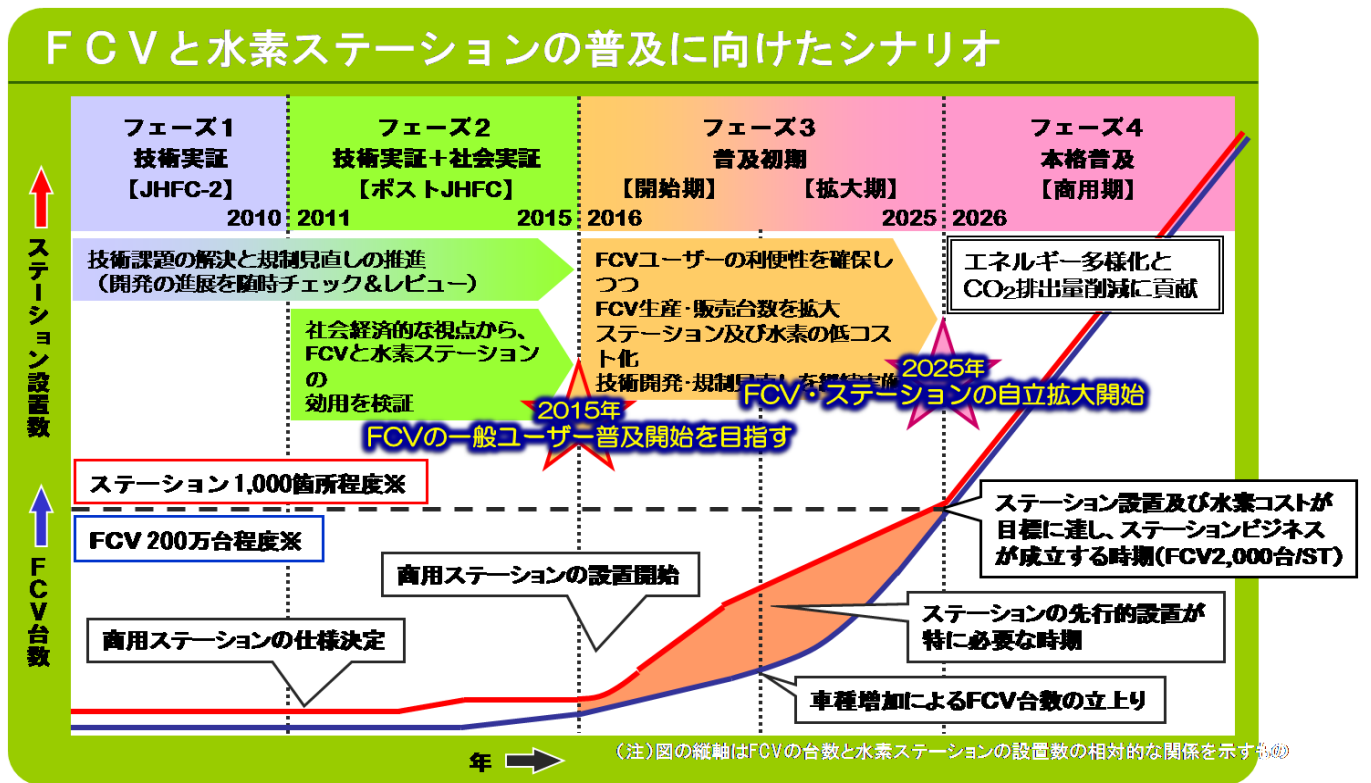 FCVと水素ステーションの普及に向けたシナリオ
フェーズ1
技術実証
【JHFC-2】
2010
フェーズ2
技術実証+社会実証
【ポストJHFC】
2011
2015
フェーズ3
普及初期
【開始期】
【拡大期】
2016
2025
フェーズ4
本格普及
【商用期】
2026
ステーション設置数
FCV台数
技術課題の解決と規制見直しの推進
(開発の進展を随時チェック&レビュー)
社会経済的な視点から、
FCVと水素ステーション
の
効用を検証
FCVユーザーの利便性を確保し
つつ
FCV生産・販売台数を拡大
ステーション及び水素の低コス
ト化
技術開発・規制見直しを継続実施
エネルギー多様化と
CO2排出量削減に貢献
2015年
FCVの一般ユーザー普及開始を目指す
2025年
FCV・ステーションの自立拡大開始
ステーション1,000箇所程度※
FCV 200万台程度※
商用ステーションの仕様決定
商用ステーションの設置開始
ステーション設置及び水素コストが
目標に達し、ステーションビジネス
が成立する時期(FCV2,000台/ST)
ステーションの先行的設置が
特に必要な時期
車種増加によるFCV台数の立上り
年
(注)図の縦軸はFCVの台数と水素ステーションの設置数の相対的な関係を示すもの